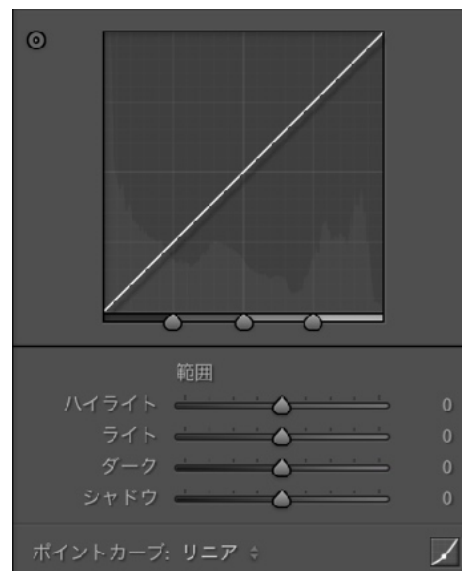 範囲
ハイライト 0
ライト 0
ダーク 0
シャドウ 0
ポイントカーブ: リニア